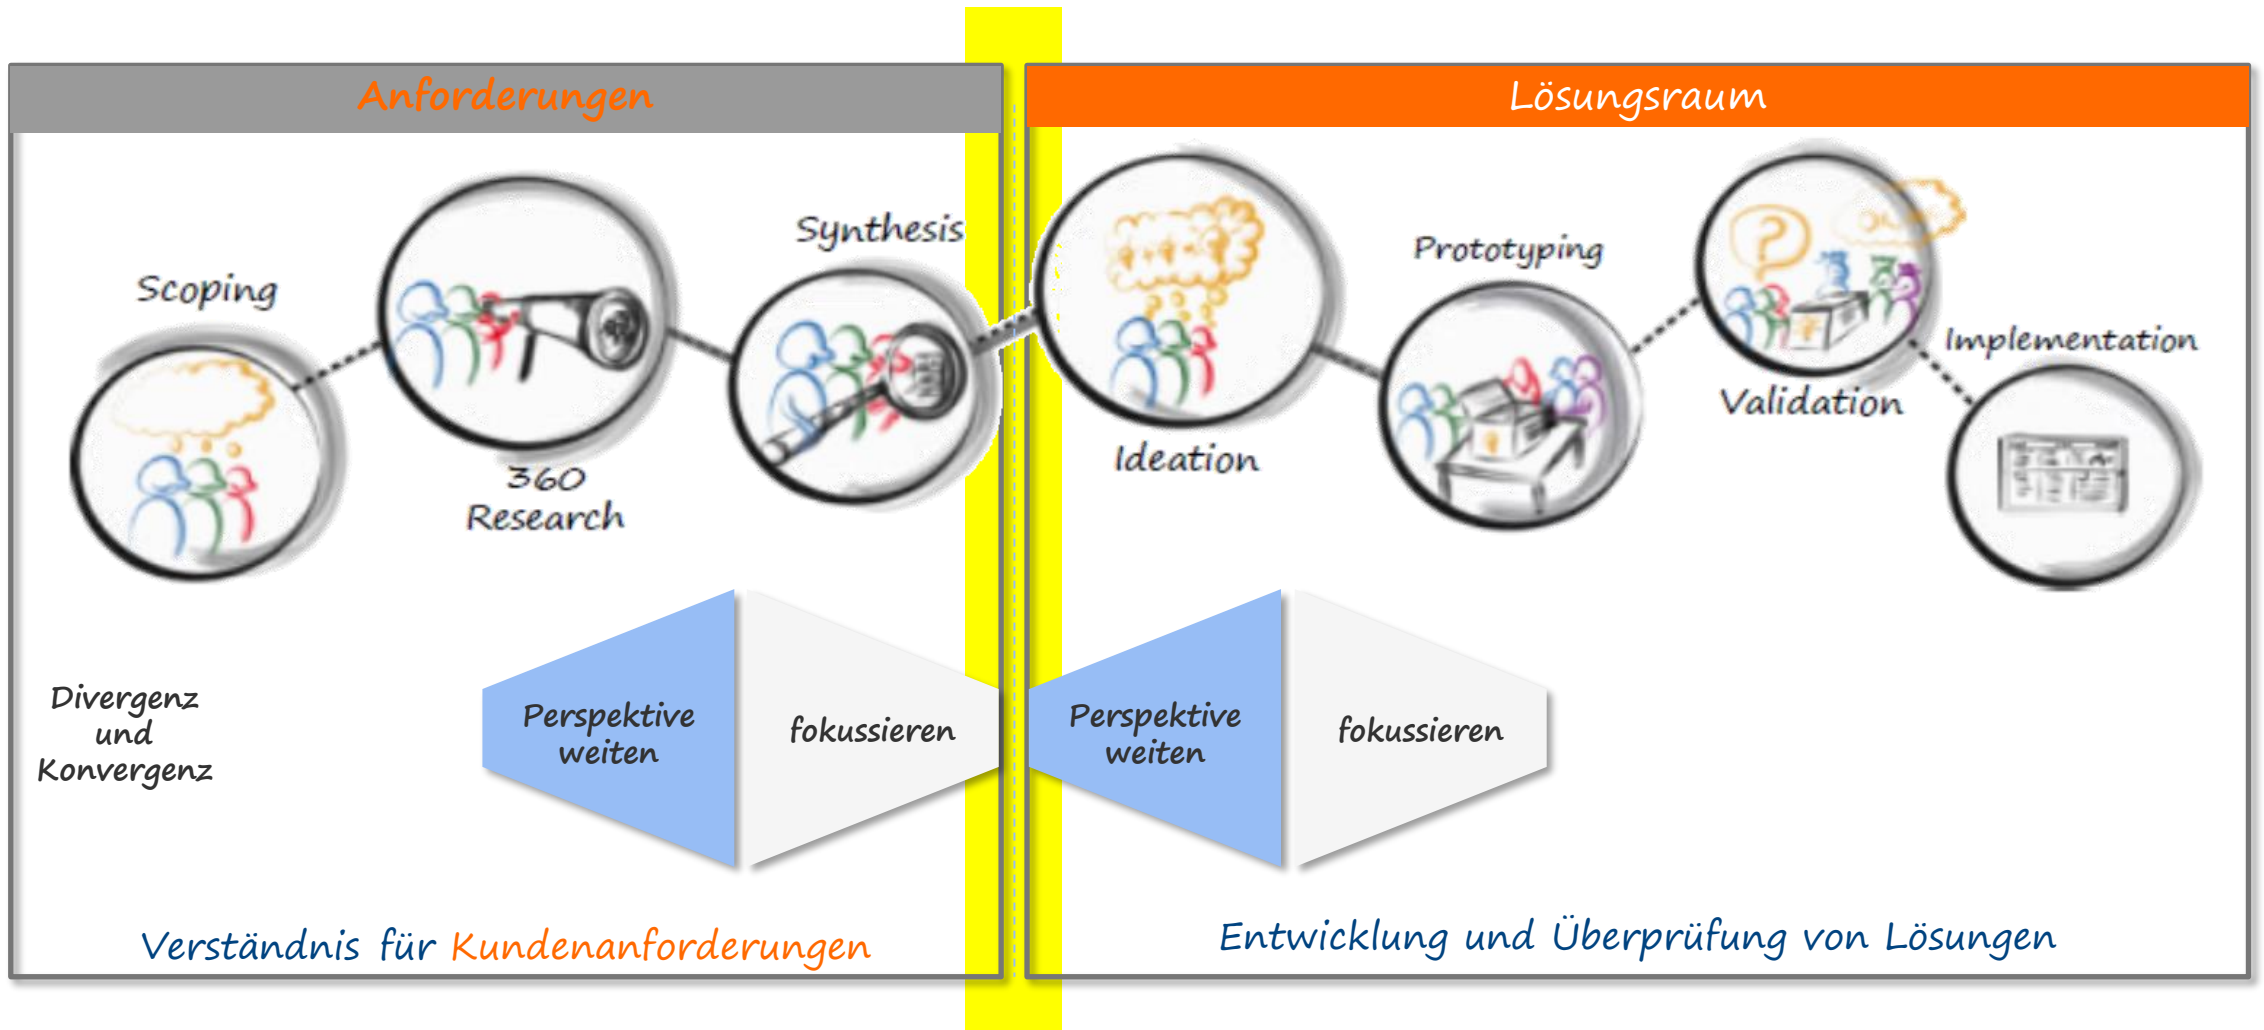 Anforderungen
Lösungsraum
Scoping
360
Research
Synthesis
Ideation
Prototyping
Validation
Implementation
Divergenz
und
Konvergenz
Perspektive
weiten
fokussieren
Perspektive
weiten
fokussieren
Verständnis für Kundenanforderungen
Entwicklung und Überprüfung von Lösungen